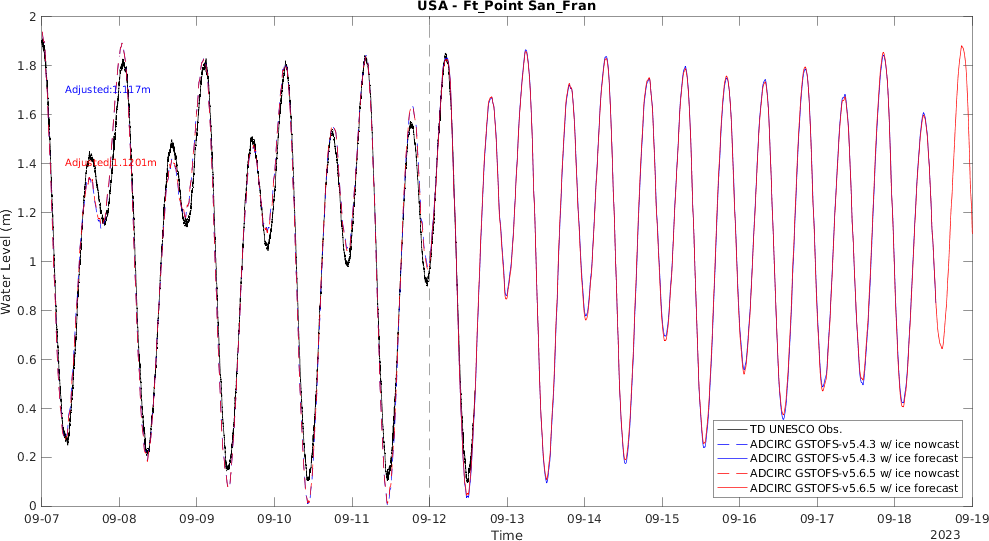 USA - Ft_Point San_Fran
2
1.8
1.6
1.4
1.2
1
0.8
0.6
0.4
0.2
0
Water Level (m)
Adjusted:1.117m
Adjusted:1.1201m
TD UNESCO Obs.
ADCIRC GSTOFS-v5.4.3 w/ ice nowcast
ADCIRC GSTOFS-v5.4.3 w/ ice forecast
ADCIRC GSTOFS-v5.6.5 w/ ice nowcast
ADCIRC GSTOFS-v5.6.5 w/ ice forecast
09-07 09-08 09-09 09-10 09-11 09-12 09-13 09-14 09-15 09-16 09-17 09-18 09-19
Time
2023